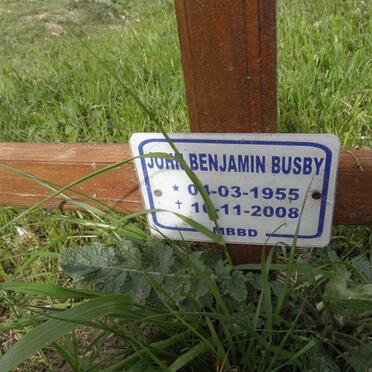 JOHN BENJAMIN BUSBY
★ 04-03-1955
✝ 10-11-2008
MBBD